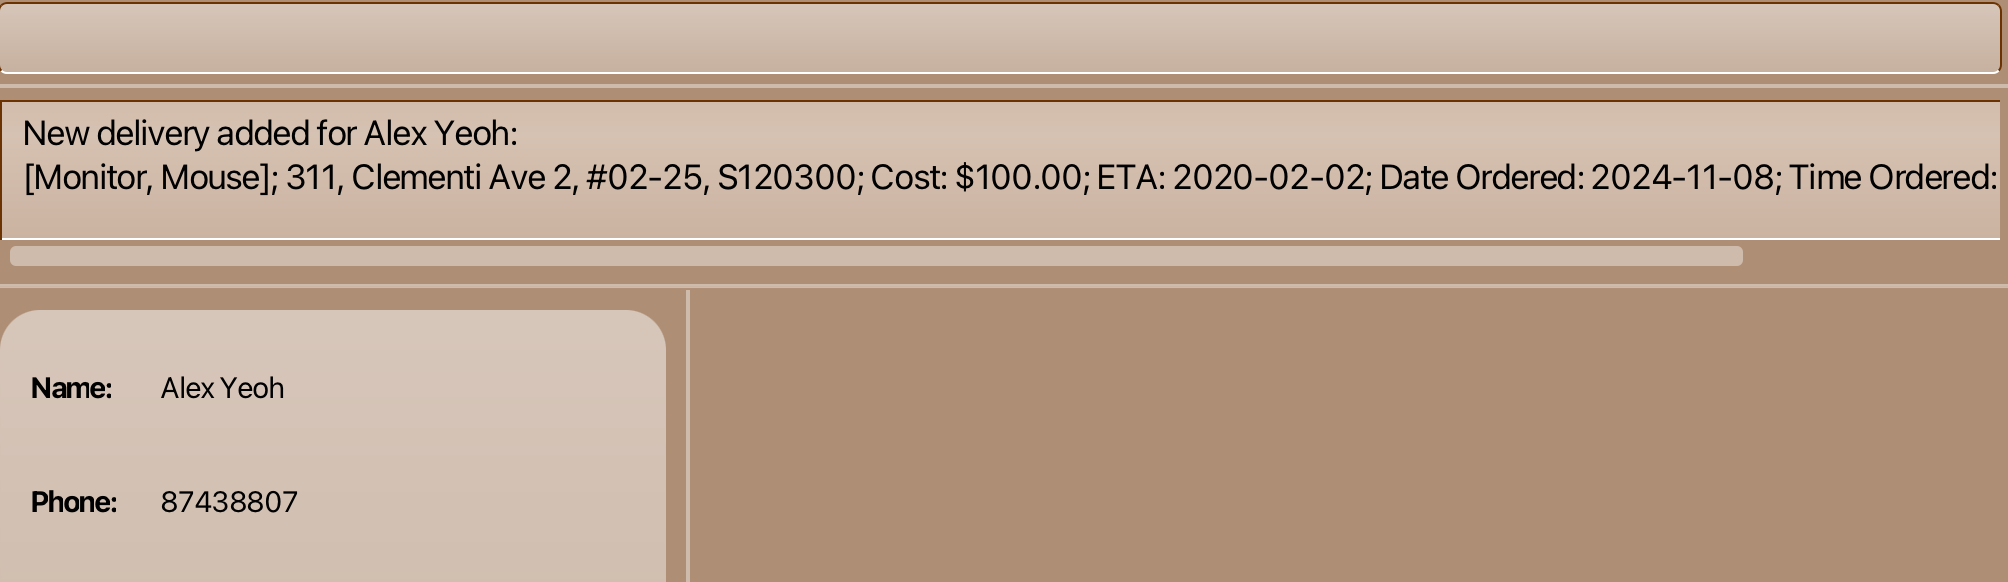 New delivery added for Alex Yeoh:
[Monitor, Mouse]; 311, Clementi Ave 2, #02-25, S120300; Cost: $100.00; ETA: 2020-02-02; Date Ordered: 2024-11-08; Time Ordered:
Name: Alex Yeoh
Phone: 87438807